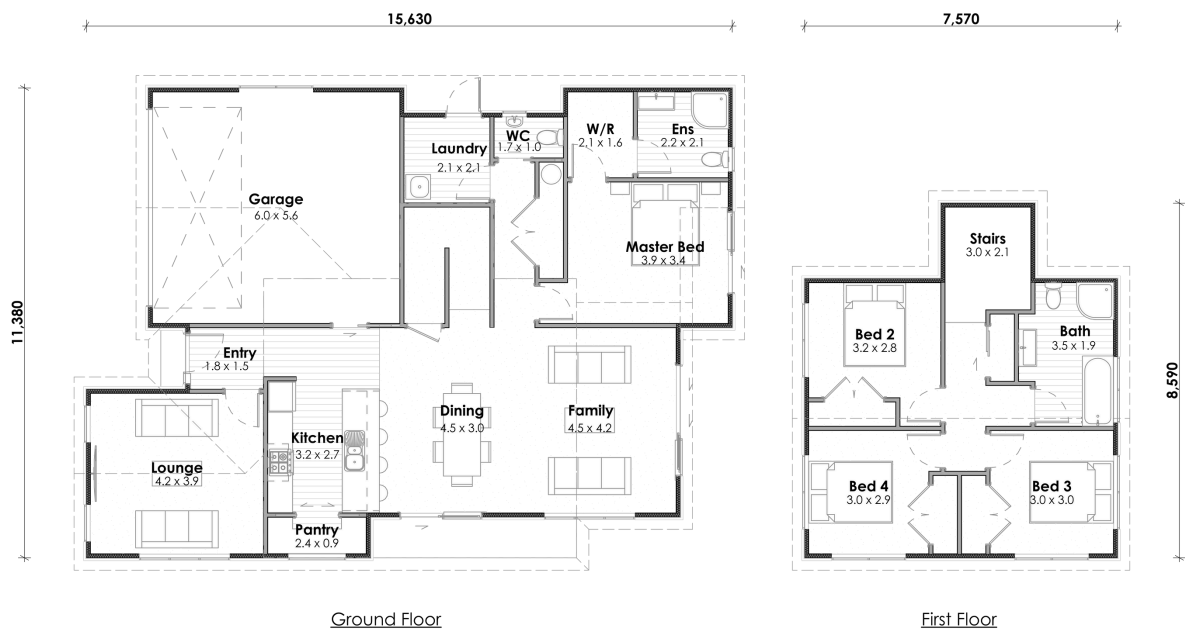 15,630
7,570
11,380
8,590
WC
1.7 x 1.0
W/R
2.1 x 1.6
Ens
2.2 x 2.1
Laundry
2.1 x 2.1
Garage
6.0 x 5.6
Master Bed
3.9 x 3.4
Entry
1.8 x 1.5
Dining
4.5 x 3.0
Family
4.5 x 4.2
Kitchen
3.2 x 2.7
Lounge
4.2 x 3.9
Pantry
2.4 x 0.9
Ground Floor
Stairs
3.0 x 2.1
Bed 2
3.2 x 2.8
Bath
3.5 x 1.9
Bed 4
3.0 x 2.9
Bed 3
3.0 x 3.0
First Floor